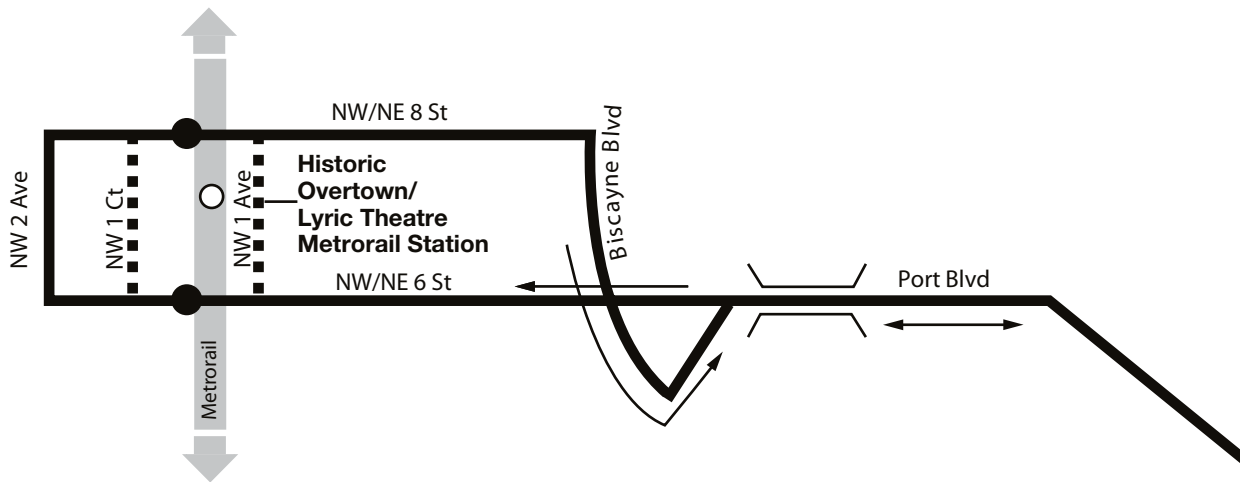 NW/NE 8 St
Biscayne Blvd
NW 2 Ave
NW 1 Ct
NW 1 Ave
Historic
Overtown/
Lyric Theatre
Metrorail Station
NW/NE 6 St
Port Blvd
Metrorail